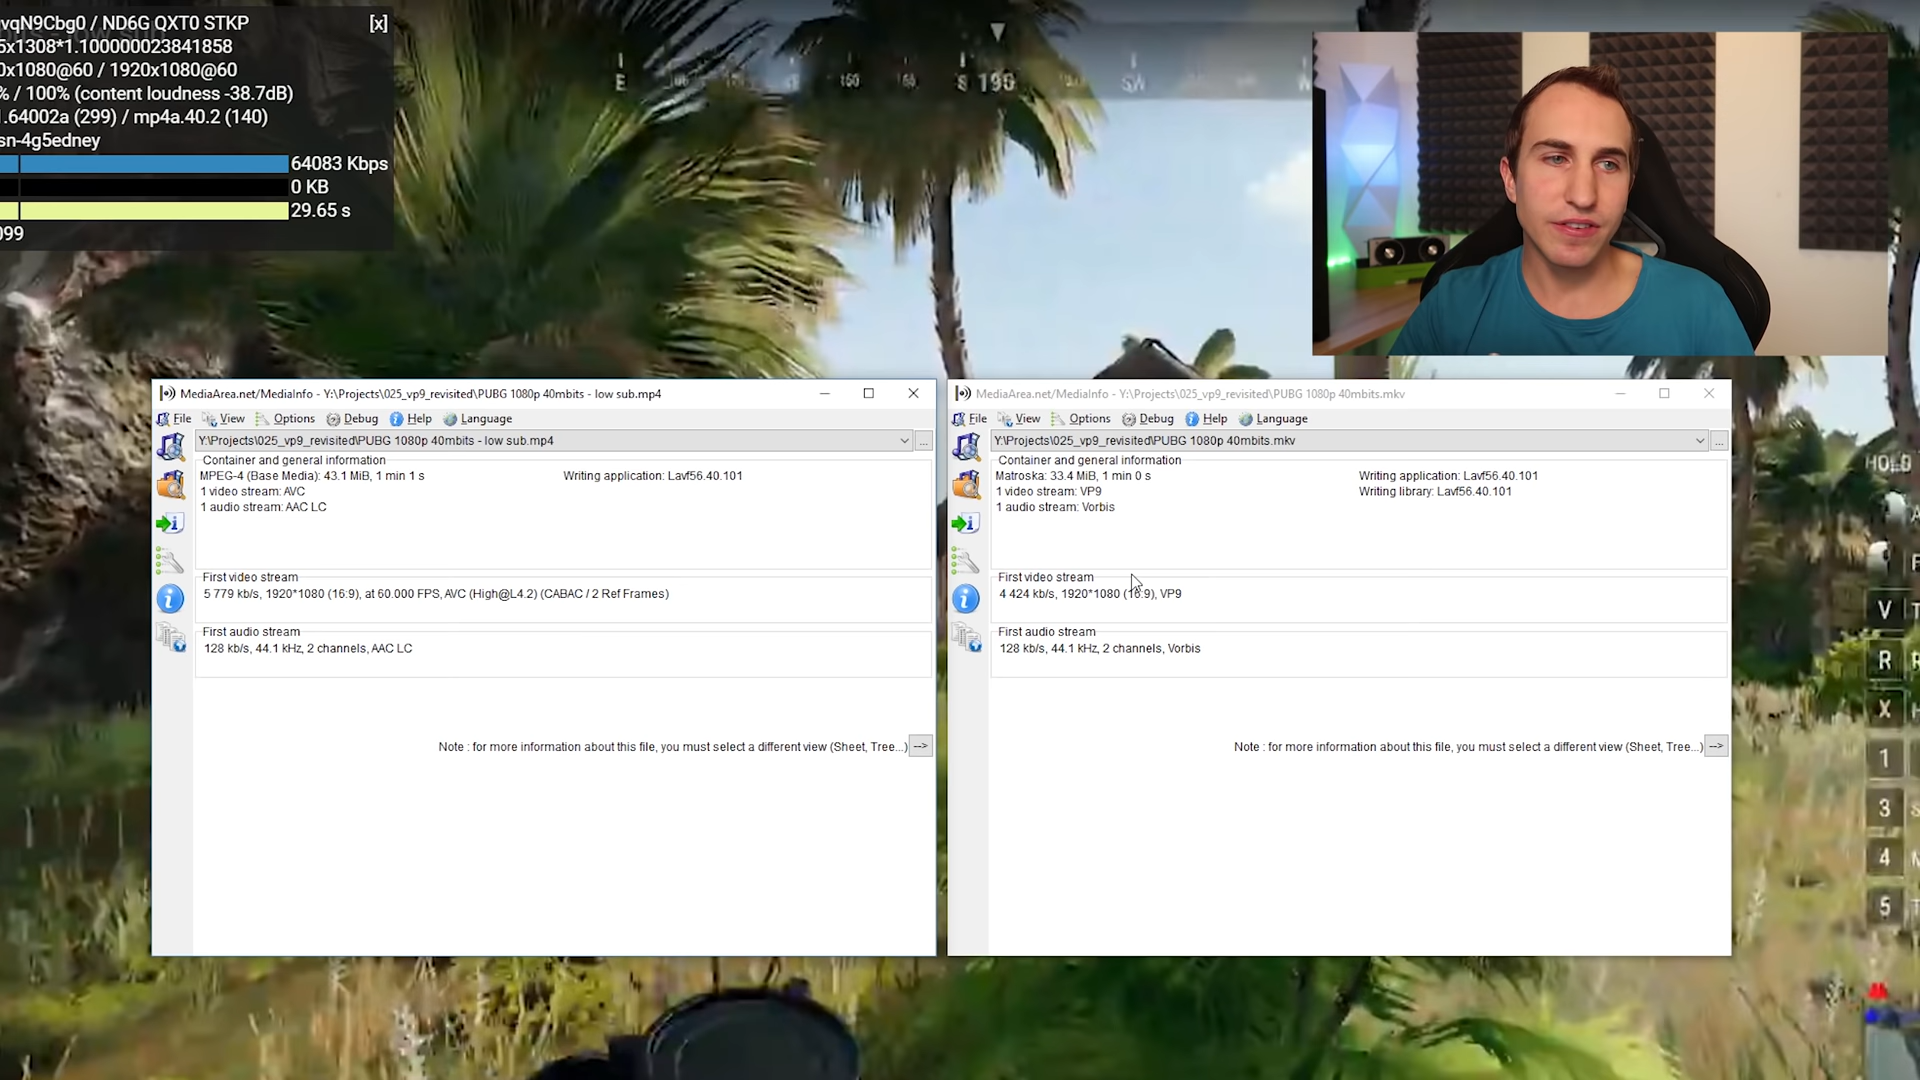 vqN9Cbg0 / ND6G QXT0 STKP [x]
5x1308*1.100000023841858
0x1080@60 / 1920x1080@60
% / 100% (content loudness -38.7dB)
.64002a (299) / mp4a.40.2 (140)
sn-4g5edney
64083 Kbps
0 KB
29.65 s
099
E 150 S 190 SW W
HOLD
MediaArea.net/MediaInfo - Y:\Projects\025_vp9_revisited\PUBG 1080p 40mbits - low sub.mp4
File View Options Debug Help Language
Y:\Projects\025_vp9_revisited\PUBG 1080p 40mbits - low sub.mp4
...
Container and general information
MPEG-4 (Base Media): 43.1 MiB, 1 min 1 s
Writing application: Lavf56.40.101
1 video stream: AVC
1 audio stream: AAC LC
First video stream
5 779 kb/s, 1920*1080 (16:9), at 60.000 FPS, AVC (High@L4.2) (CABAC / 2 Ref Frames)
First audio stream
128 kb/s, 44.1 kHz, 2 channels, AAC LC
Note : for more information about this file, you must select a different view (Sheet, Tree...)
-->
MediaArea.net/MediaInfo - Y:\Projects\025_vp9_revisited\PUBG 1080p 40mbits.mkv
File View Options Debug Help Language
Y:\Projects\025_vp9_revisited\PUBG 1080p 40mbits.mkv
...
Container and general information
Matroska: 33.4 MiB, 1 min 0 s
Writing application: Lavf56.40.101
1 video stream: VP9
Writing library: Lavf56.40.101
1 audio stream: Vorbis
First video stream
4 424 kb/s, 1920*1080 (16:9), VP9
First audio stream
128 kb/s, 44.1 kHz, 2 channels, Vorbis
Note : for more information about this file, you must select a different view (Sheet, Tree...)
-->
V
R
X
1
3
4
5